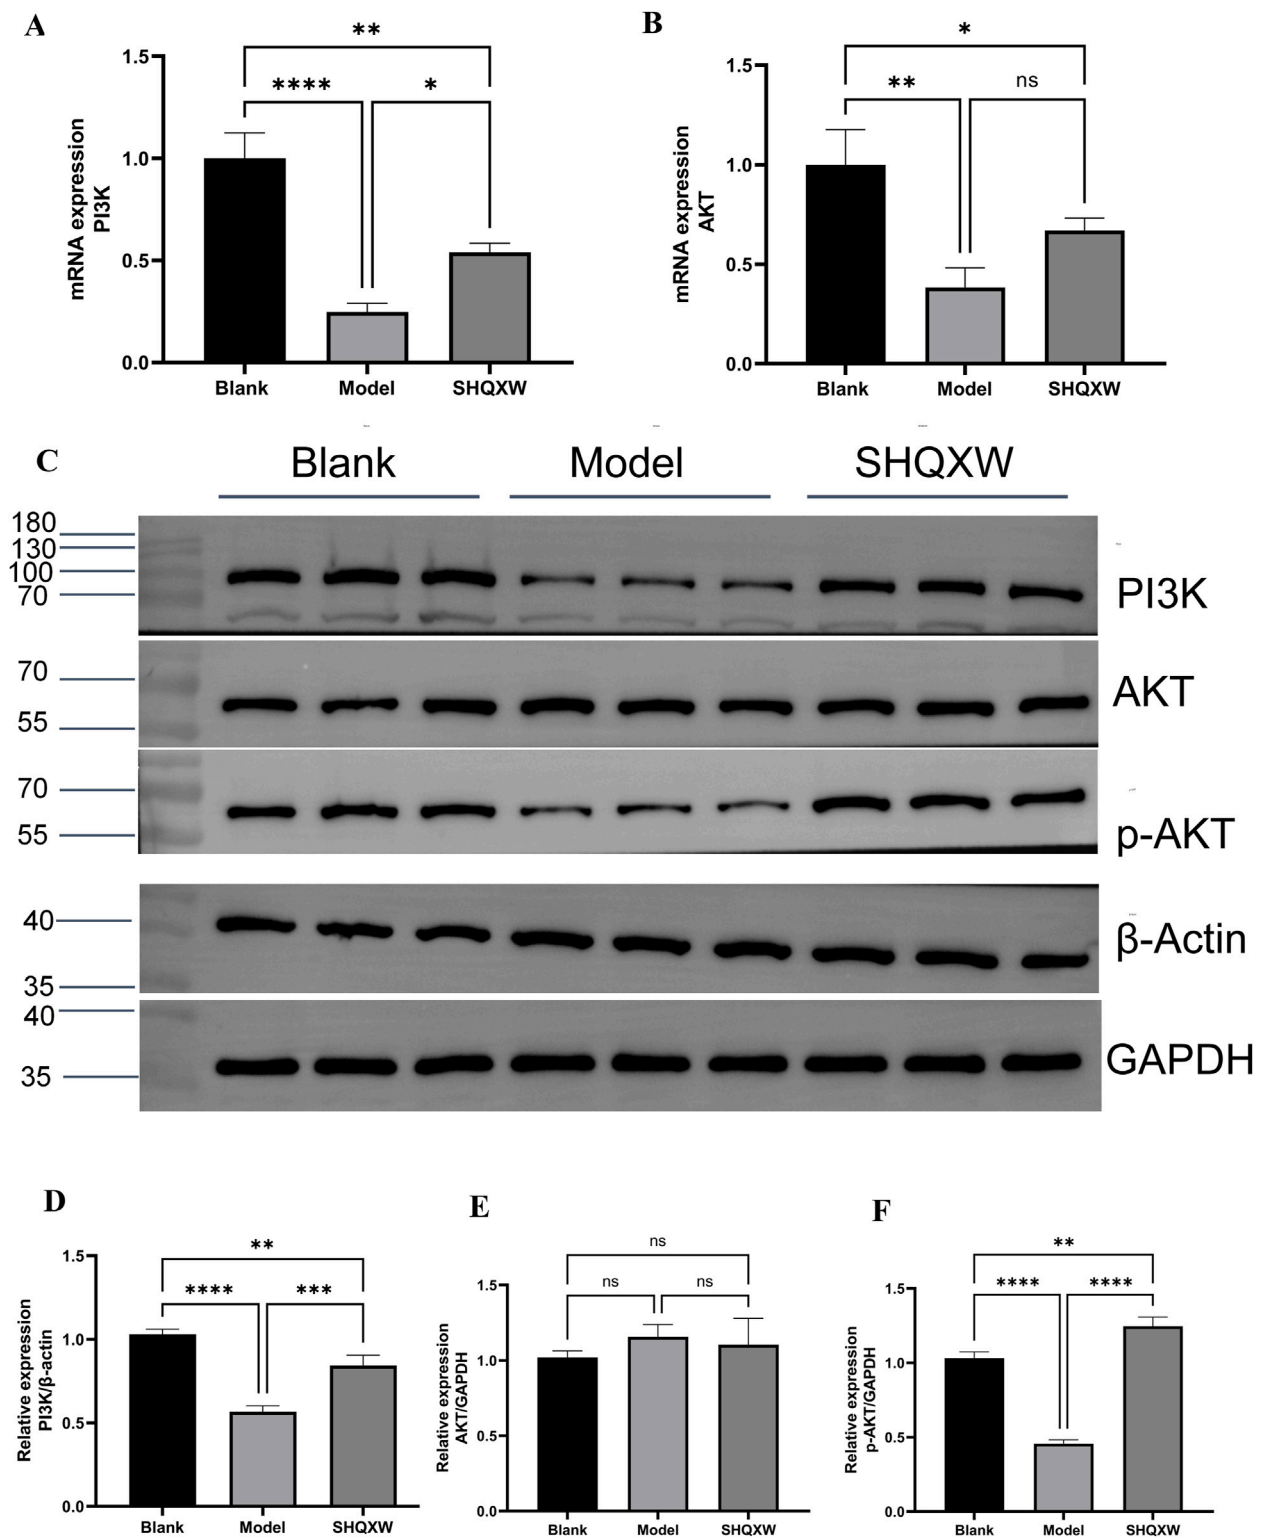 A
**
1.5
****
*
1.0
0.5
0.0
mRNA expression
PI3K
Blank
Model
SHQXW
B
*
1.5
**
ns
1.0
0.5
0.0
mRNA expression
AKT
Blank
Model
SHQXW
C
Blank
Model
SHQXW
180
130
100
70
PI3K
70
55
AKT
70
55
p-AKT
40
35
β-Actin
40
35
GAPDH
D
**
1.5
****
***
1.0
0.5
0.0
Relative expression
PI3K/β-actin
Blank
Model
SHQXW
E
ns
1.5
ns
ns
1.0
0.5
0.0
Relative expression
AKT/GAPDH
Blank
Model
SHQXW
F
**
1.5
****
****
1.0
0.5
0.0
Relative expression
p-AKT/GAPDH
Blank
Model
SHQXW